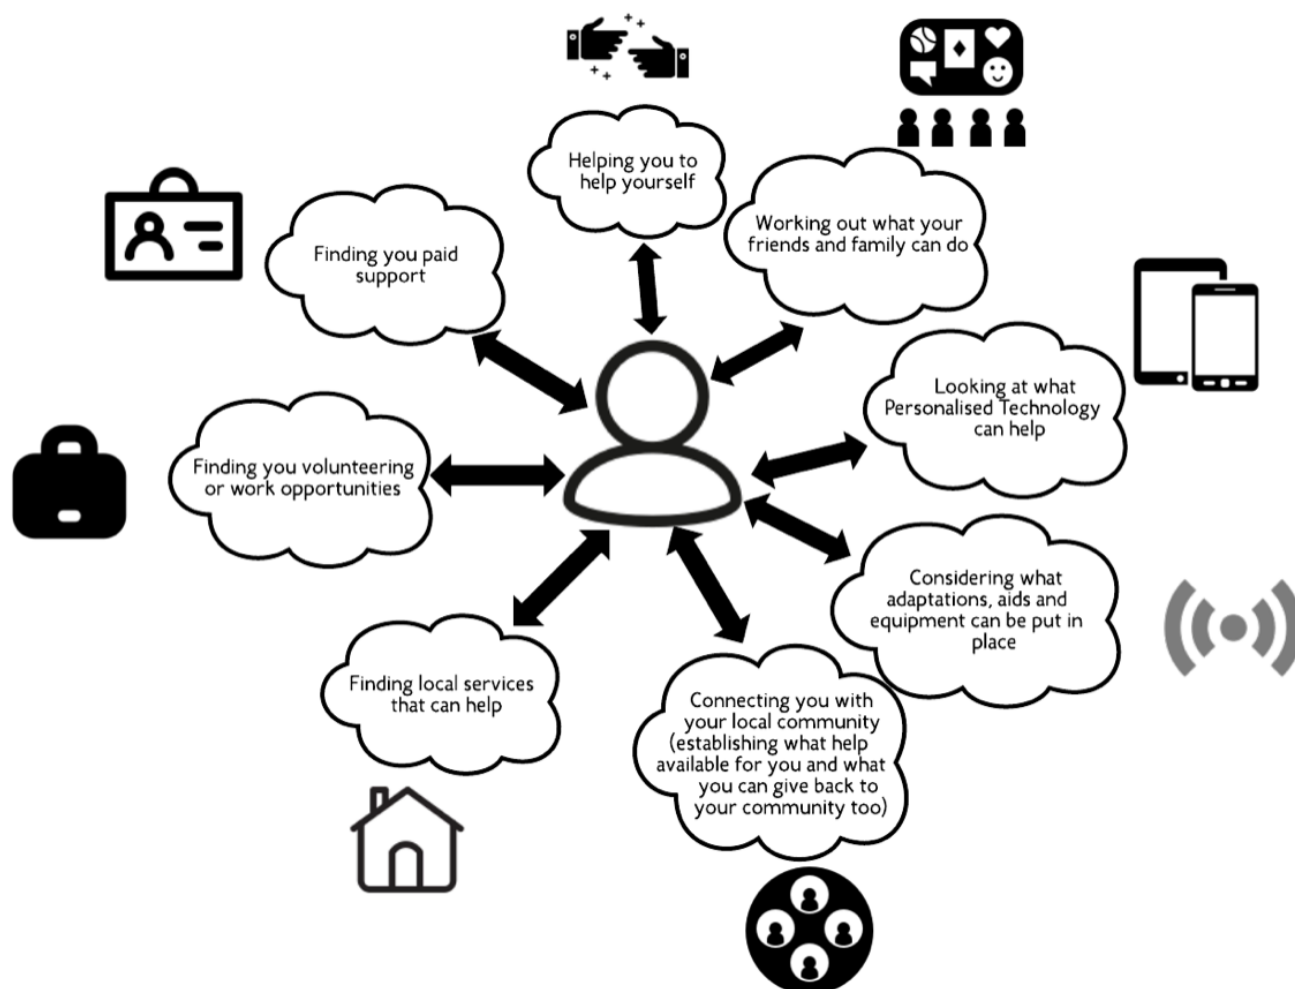 Helping you to
help yourself
Working out what your
friends and family can do
Finding you paid
support
Looking at what
Personalised Technology
can help
Finding you volunteering
or work opportunities
Considering what
adaptations, aids and
equipment can be put in
place
Finding local services
that can help
Connecting you with
your local community
(establishing what help
available for you and what
you can give back to
your community too)